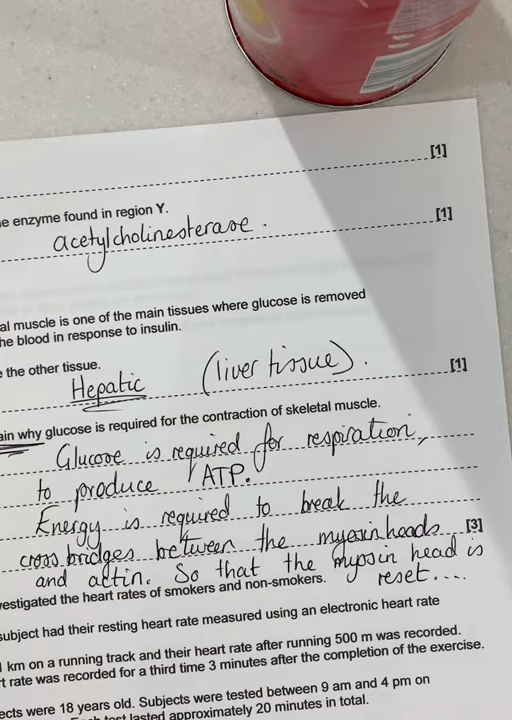 [1]
e enzyme found in region Y.
acetylcholinesterase.
[1]
al muscle is one of the main tissues where glucose is removed
he blood in response to insulin.
e the other tissue.
Hepatic (liver tissue).
[1]
ain why glucose is required for the contraction of skeletal muscle.
Glucose is required for respiration,
to produce ATP.
Energy is required to break the
cross bridges between the myosin heads
[3]
and actin. So that the myosin head is
reset....
vestigated the heart rates of smokers and non-smokers.
subject had their resting heart rate measured using an electronic heart rate
l km on a running track and their heart rate after running 500 m was recorded.
rt rate was recorded for a third time 3 minutes after the completion of the exercise.
ects were 18 years old. Subjects were tested between 9 am and 4 pm on
test lasted approximately 20 minutes in total.